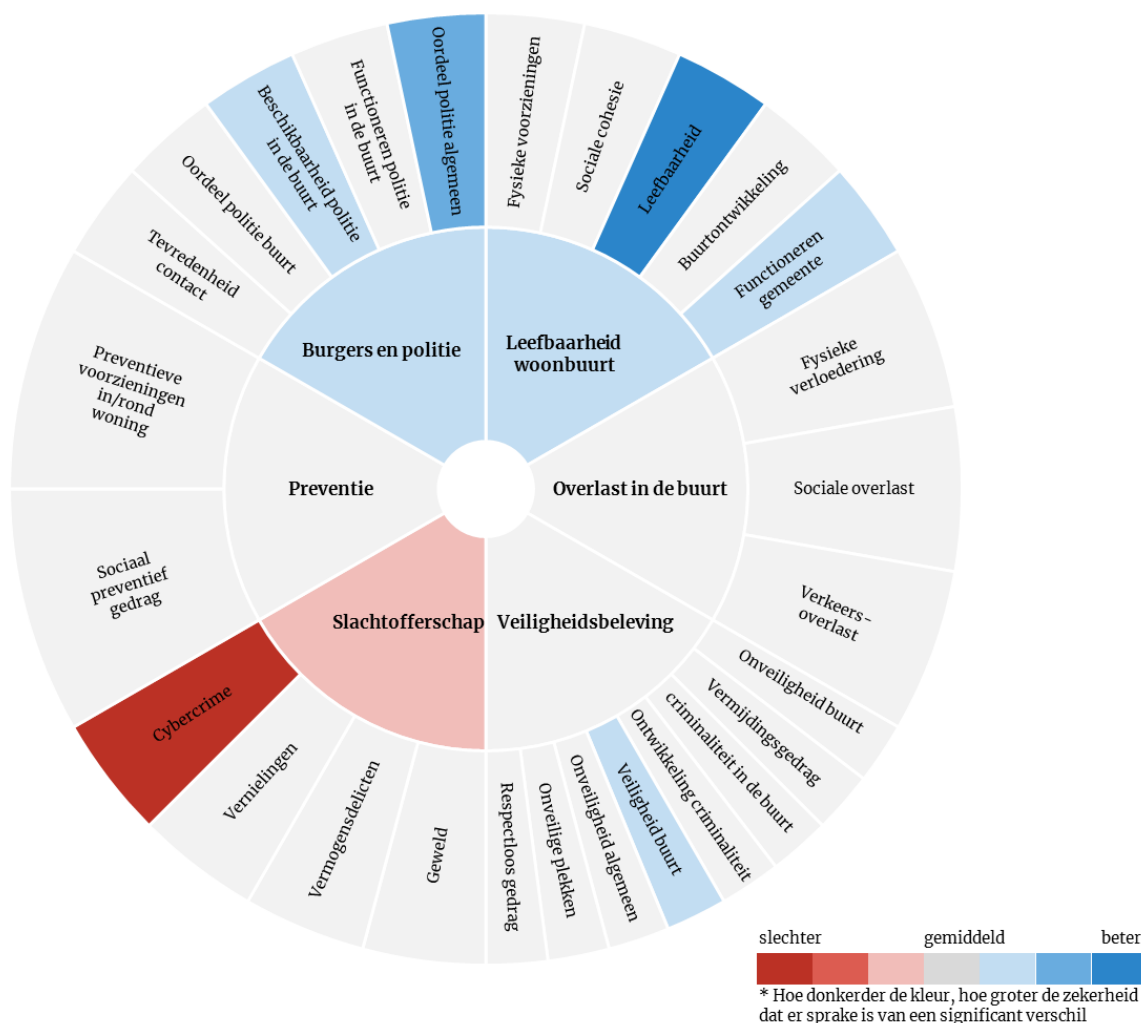 Oordeel politie algemeen
Fysieke voorzieningen
Sociale cohesie
Leefbaarheid
Buurtontwikkeling
Functioneren
gemeente
Fysieke
verloedering
Sociale overlast
Verkeers-
overlast
Onveiligheid buurt
Vermijdingsgedrag
criminaliteit in de buurt
Ontwikkeling criminaliteit
Veiligheid buurt
Onveiligheid algemeen
Onveilige plekken
Respectloos gedrag
Geweld
Vermogensdelicten
Vernielingen
Cybercrime
Sociaal
preventief
gedrag
Preventieve
voorzieningen
in/rond
woning
Tevredenheid
contact
Oordeel politie buurt
Beschikbaarheid politie
in de buurt
Functioneren politie
in de buurt
Burgers en politie
Leefbaarheid
woonbuurt
Preventie
Overlast in de buurt
Slachtofferschap
Veiligheidsbeleving
slechter gemiddeld beter
* Hoe donkerder de kleur, hoe groter de zekerheid
dat er sprake is van een significant verschil